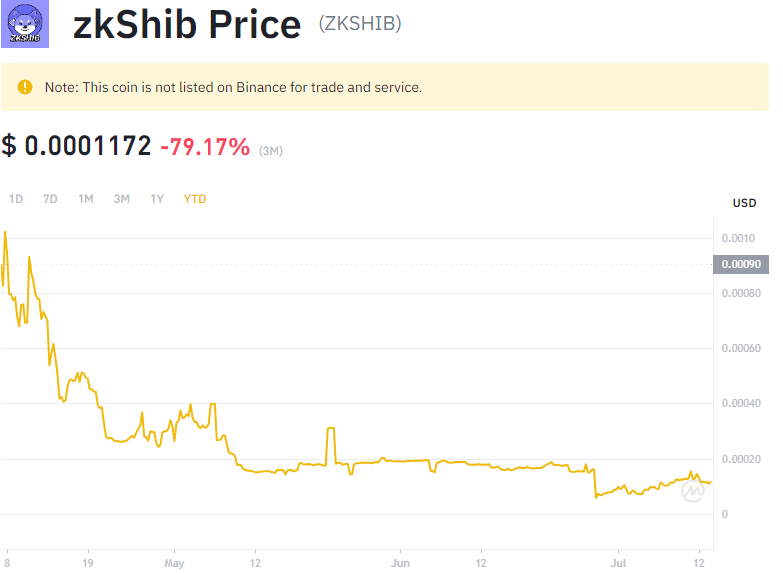 zkShib Price (ZKSHIB)
ZKSHIB
Note: This coin is not listed on Binance for trade and service.
$ 0.0001172 -79.17% (3M)
1D 7D 1M 3M 1Y YTD
USD
0.0010
0.00090
0.00080
0.00060
0.00040
0.00020
0
8 19 May 12 Jun 12 Jul 12